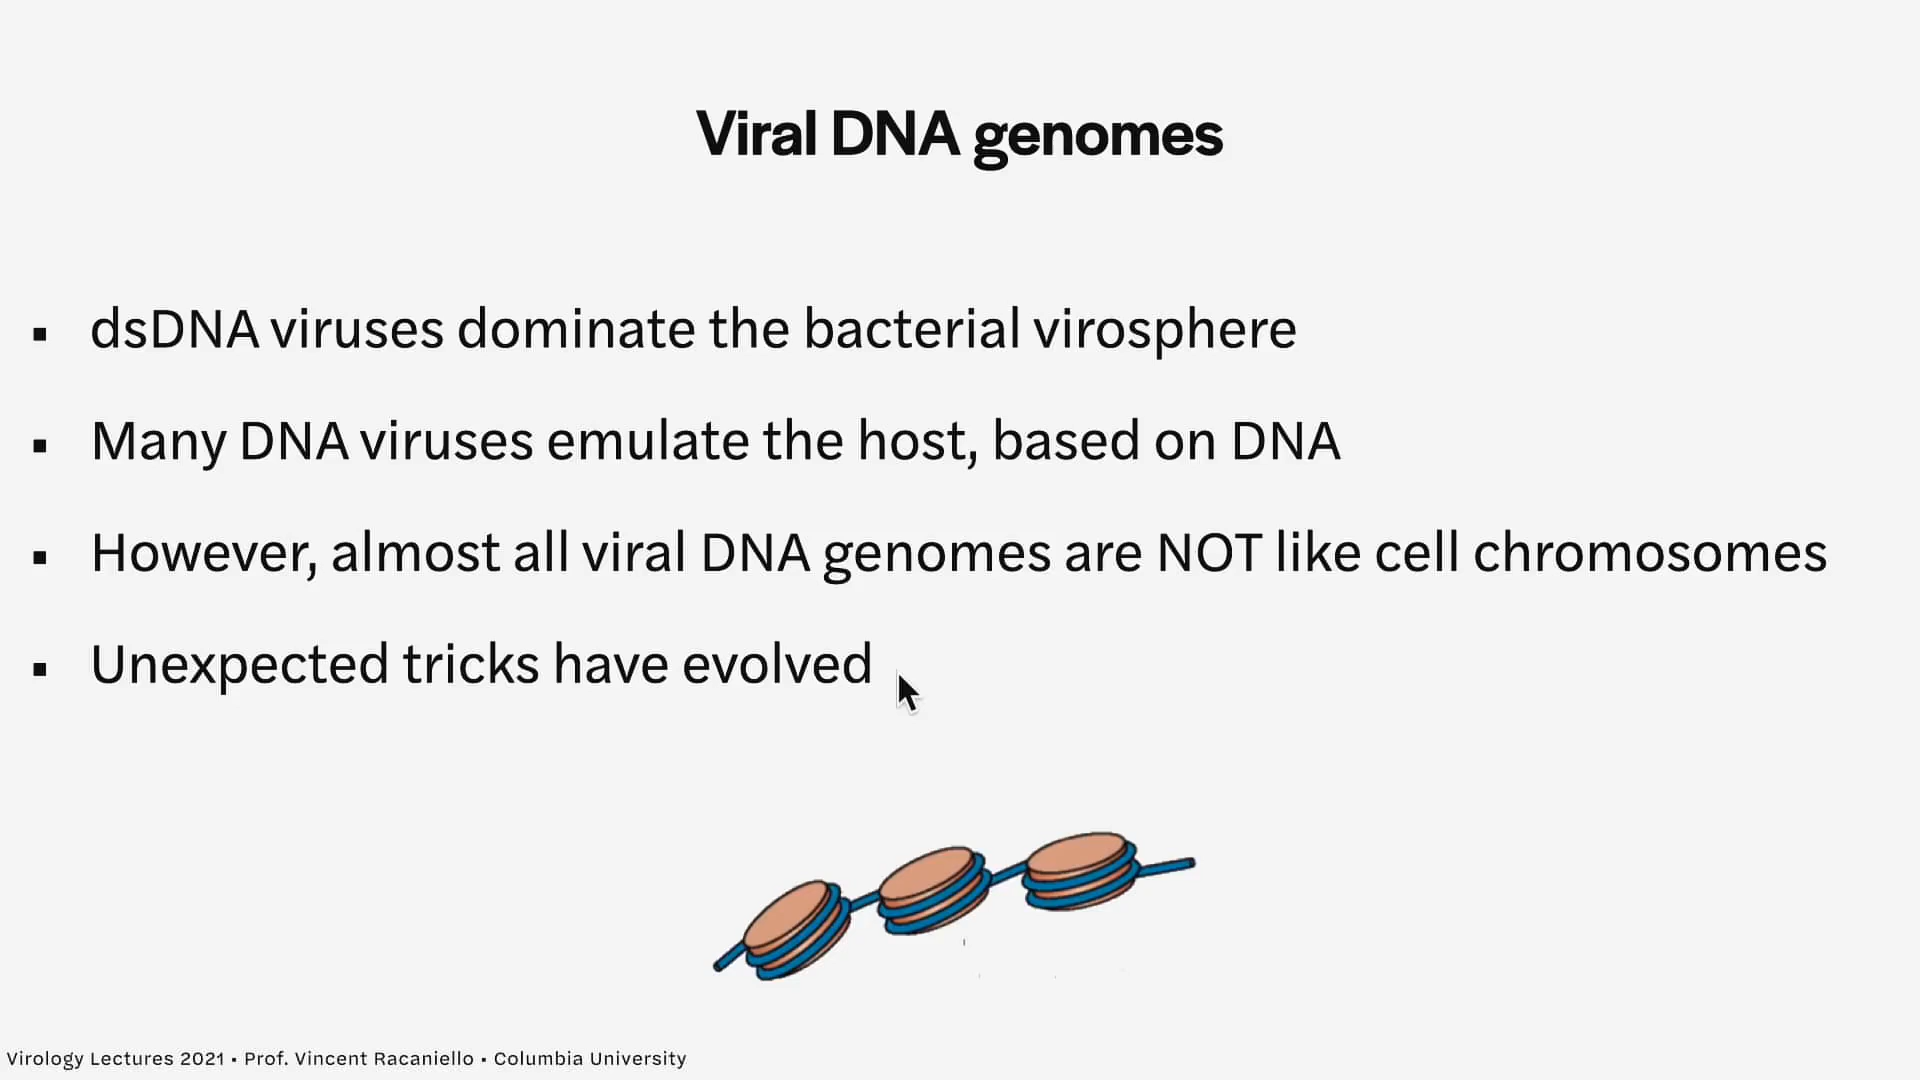 Viral DNA genomes
▪ dsDNA viruses dominate the bacterial virosphere
▪ Many DNA viruses emulate the host, based on DNA
▪ However, almost all viral DNA genomes are NOT like cell chromosomes
▪ Unexpected tricks have evolved
Virology Lectures 2021 • Prof. Vincent Racaniello • Columbia University